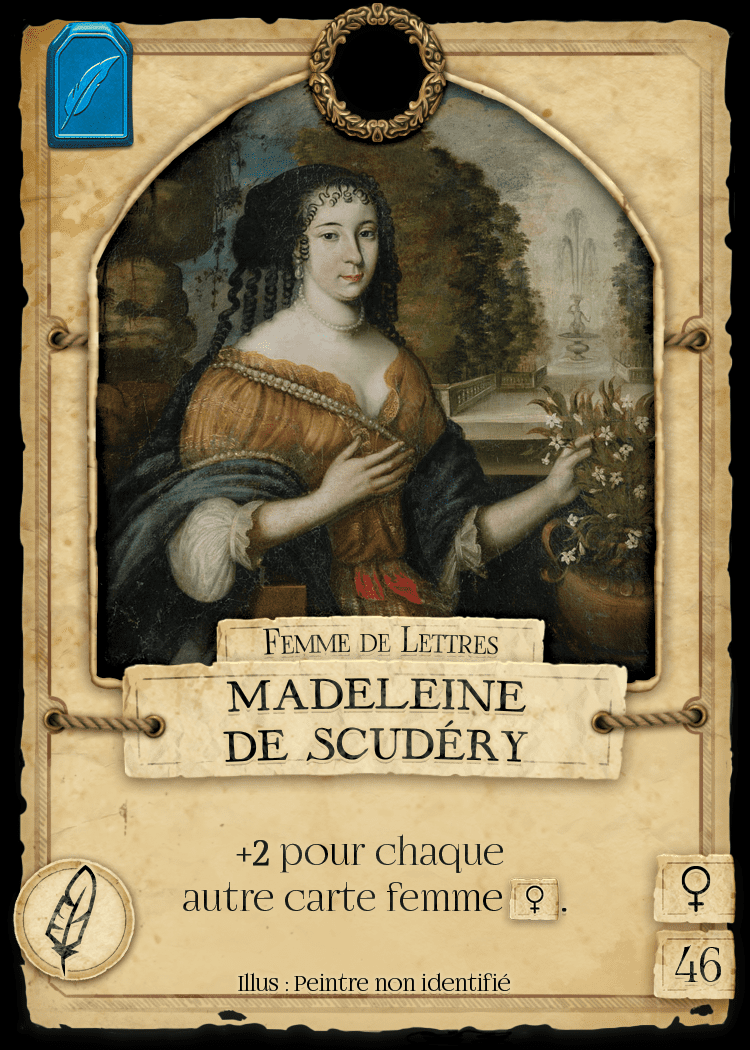 Femme de Lettres
MADELEINE
DE SCUDÉRY
+2 pour chaque
autre carte femme ♀.
♀
46
Illus : Peintre non identifié